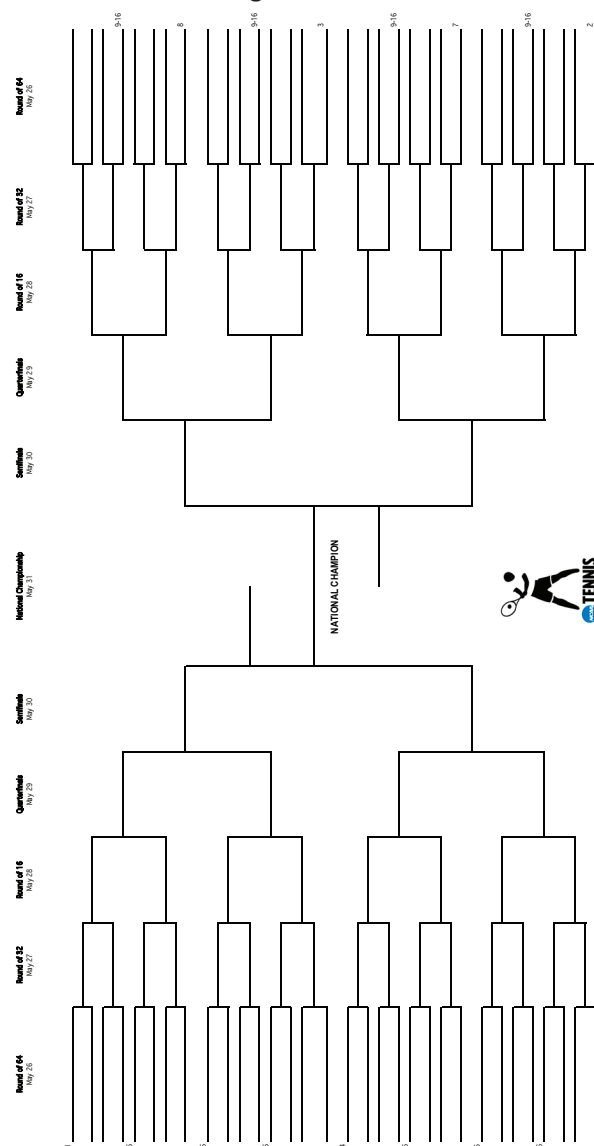 Round of 64
May 26
Round of 32
May 27
Round of 16
May 28
Quarterfinals
May 29
Semifinals
May 30
National Championship
May 31
Semifinals
May 30
Quarterfinals
May 29
Round of 16
May 28
Round of 32
May 27
Round of 64
May 26
9-16
8
9-16
3
NATIONAL CHAMPION
9-16
7
9-16
2
NCAA TENNIS